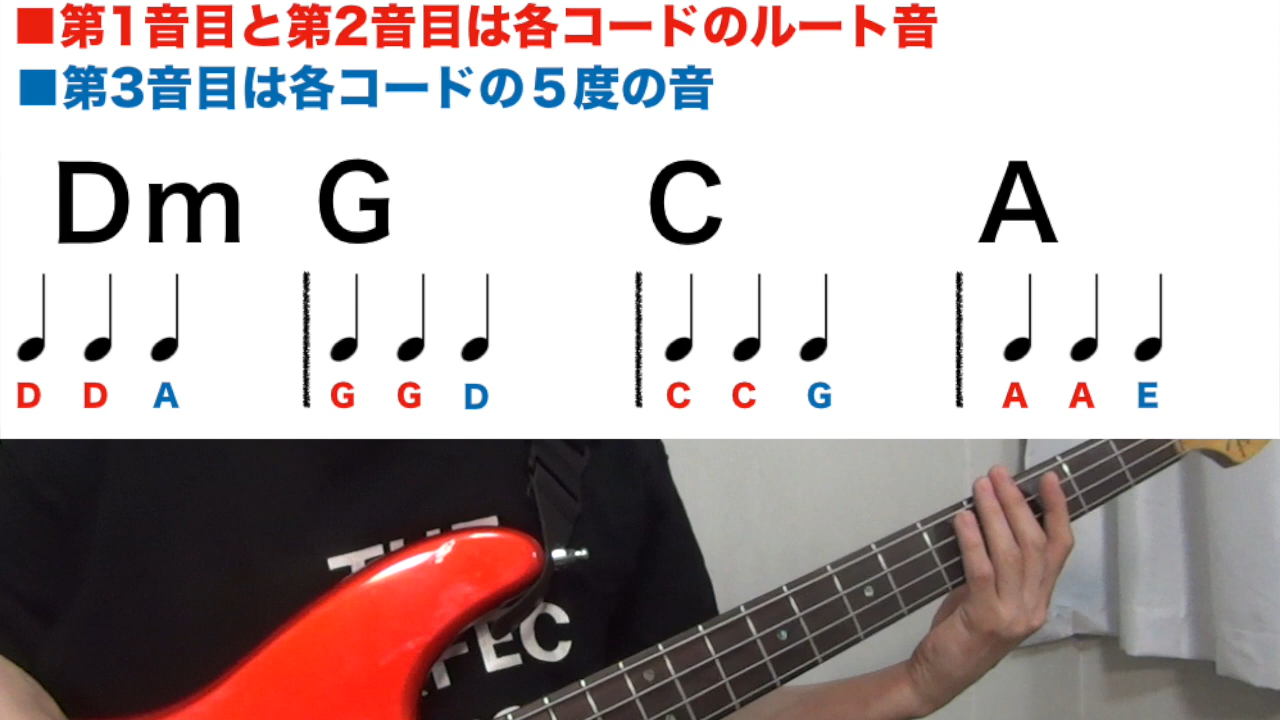 ■第1音目と第2音目は各コードのルート音
■第3音目は各コードの5度の音
Dm G C A
D D A G G D C C G A A E